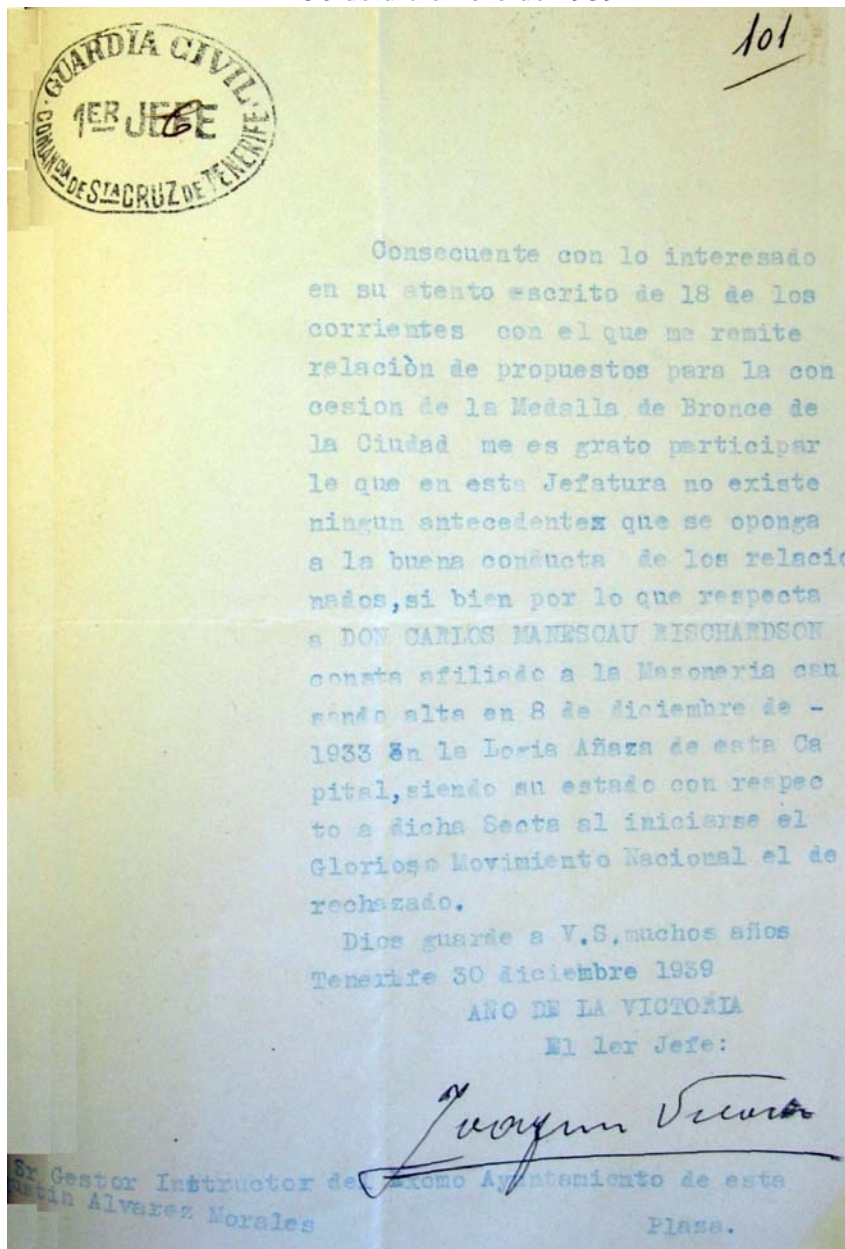 101
GUARDIA CIVIL
1ER JEFE
COMANCIA DE STA CRUZ DE TENERIFE
Consecuente con lo interesado
en su atento escrito de 18 de los
corrientes con el que me remite
relaciòn de propuestos para la con
cesion de la Medalla de Bronce de
la Ciudad me es grato participar
le que en esta Jefatura no existe
ningun antecedentex que se oponga
a la buena conducta de los relacio
nados,si bien por lo que respecta
a DON CARLOS MANESCAU RISCHARDSON
consta afiliado a la Masoneria cau
sando alta en 8 de diciembre de -
1933 en la Logia Añaza de esta Ca
pital,siendo su estado con respec
to a dicha Secta al iniciarse el
Glorioso Movimiento Nacional el de
rechazado.
Dios guarde a V.S.muchos años
Tenerife 30 diciembre 1939
AÑO DE LA VICTORIA
El 1er Jefe:
Joaquin
Sr Gestor Instructor del Excmo Ayuntamiento de esta
Alvarez Morales
Plaza.